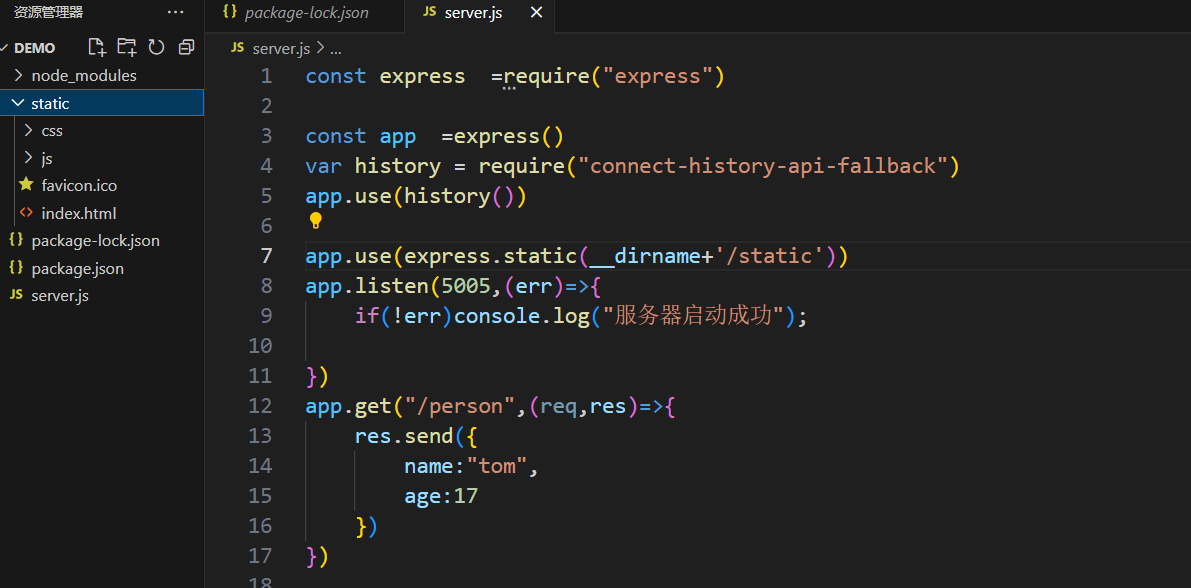 资源管理器 ···
package-lock.json
JS server.js
DEMO
node_modules
static
css
js
favicon.ico
index.html
package-lock.json
package.json
JS server.js
JS server.js > ...
1 const express  =require("express")
2
3 const app  =express()
4 var history = require("connect-history-api-fallback")
5 app.use(history())
6
7 app.use(express.static(__dirname+'/static'))
8 app.listen(5005,(err)=>{
9     if(!err)console.log("服务器启动成功");
10
11 })
12 app.get("/person",(req,res)=>{
13     res.send({
14         name:"tom",
15         age:17
16     })
17 })
18